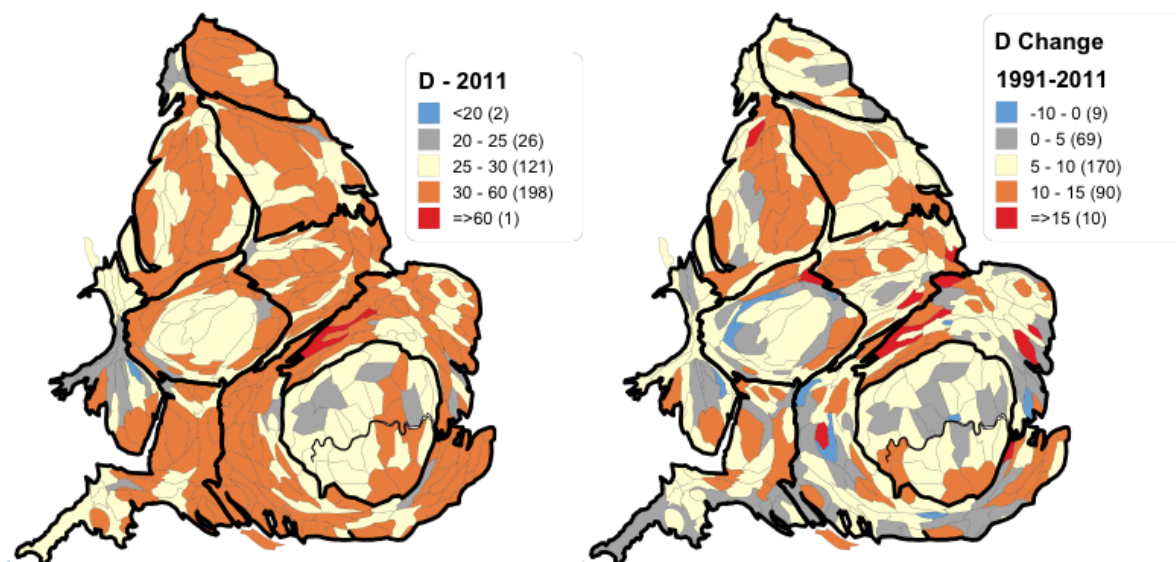 D - 2011
<20 (2)
20 - 25 (26)
25 - 30 (121)
30 - 60 (198)
=>60 (1)
D Change
1991-2011
-10 - 0 (9)
0 - 5 (69)
5 - 10 (170)
10 - 15 (90)
=>15 (10)